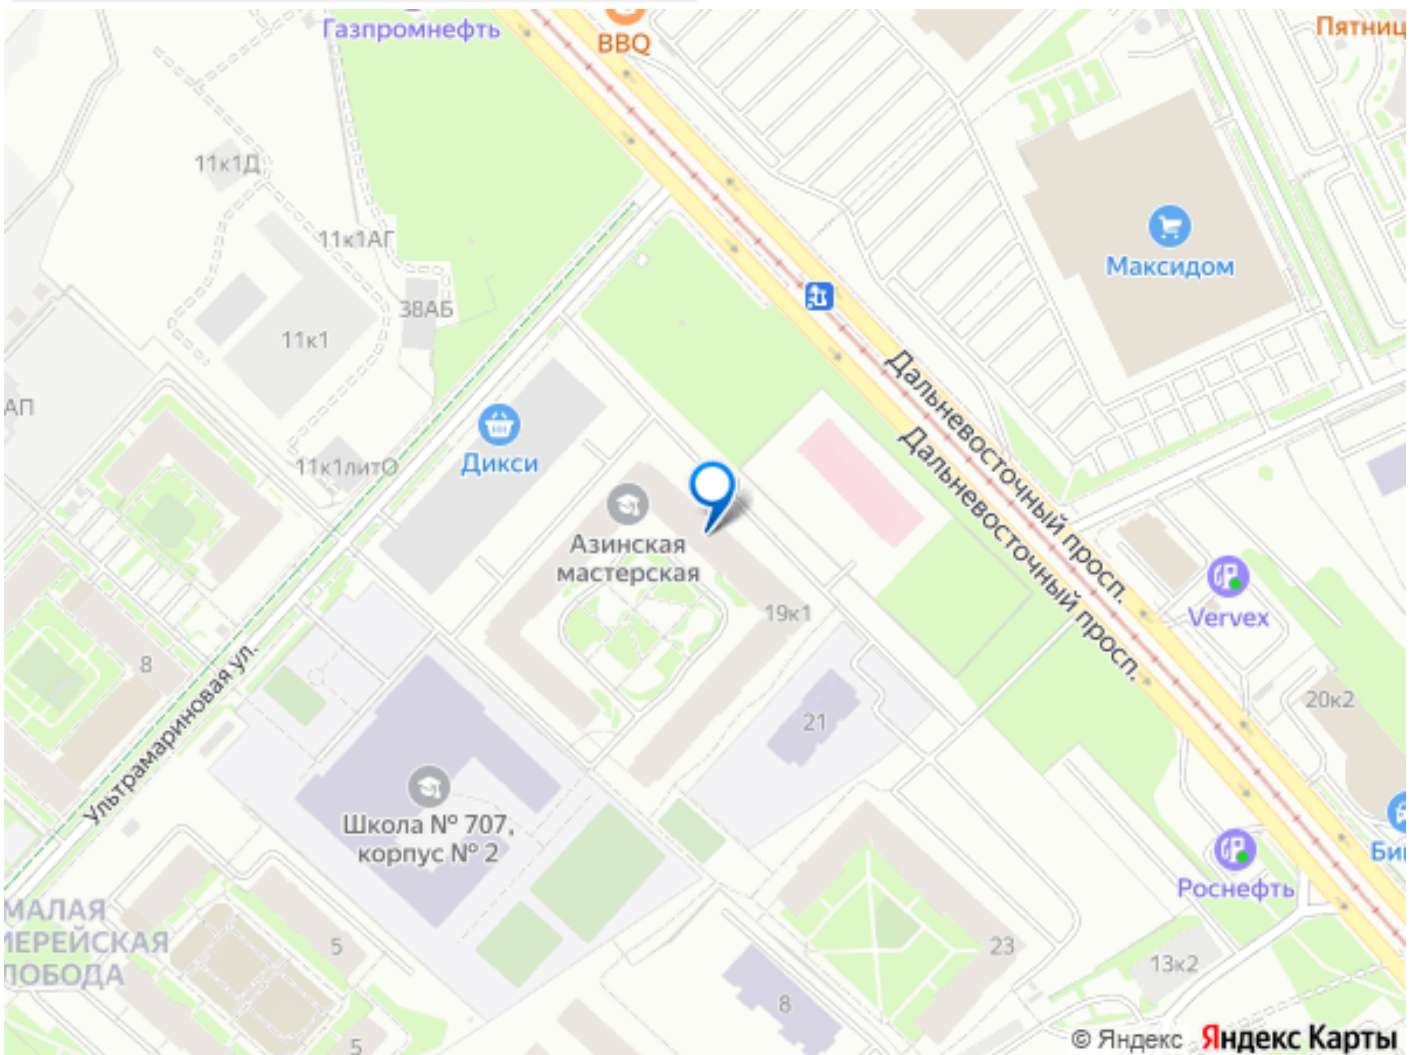 Газпромнефть
BBQ
Пятниц
11к1Д
11к1АГ
Максидом
38АБ
11к1
АП
Дальневосточный просп.
Дальневосточный просп.
Дикси
11к1литО
Азинская
мастерская
Vervex
19к1
8
Ультрамариновая ул.
20к2
21
Школа № 707,
корпус № 2
Роснефть
МАЛАЯ
ИЕРЕЙСКАЯ
ЛОБОДА
5
23
13к2
8
5
© Яндекс Яндекс Карты